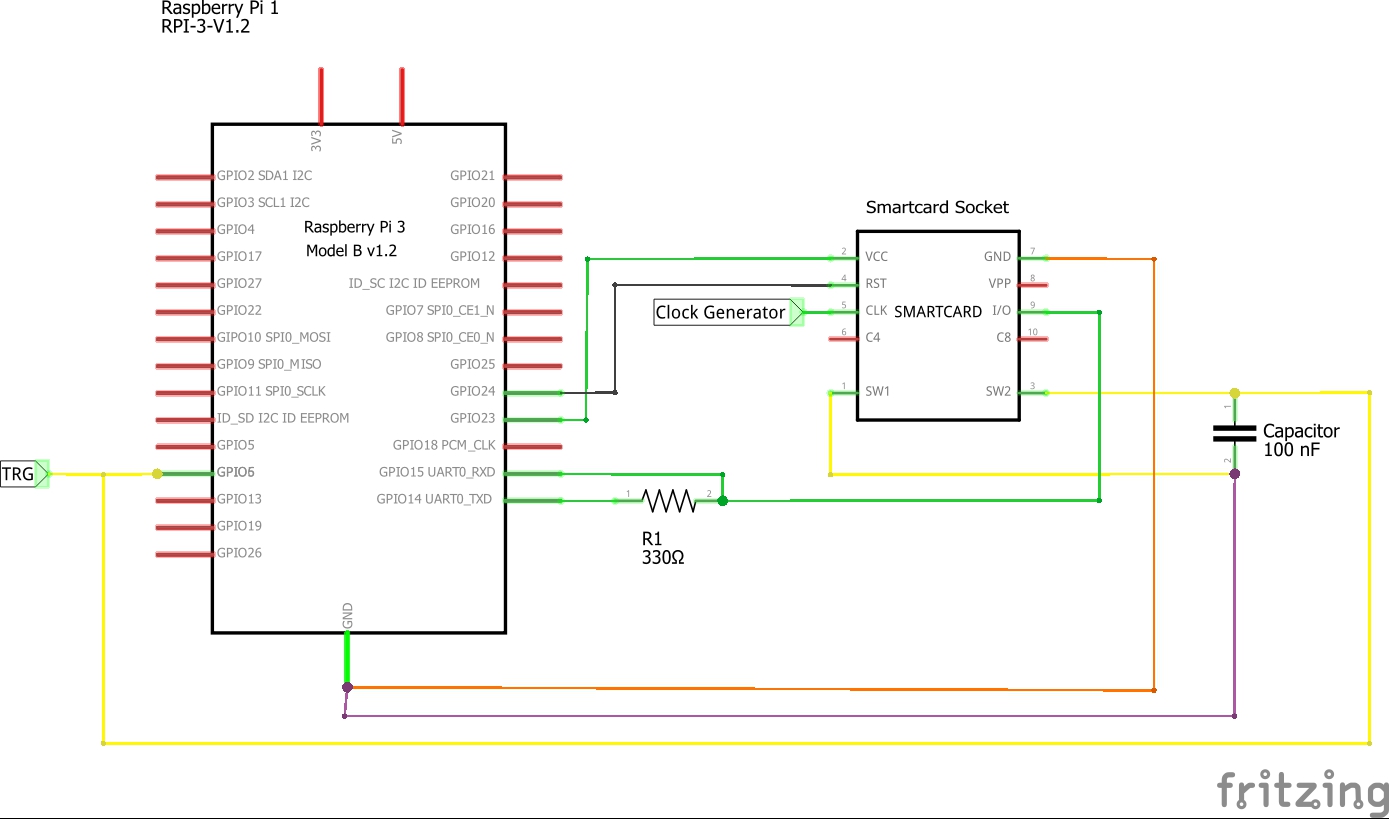 Raspberry Pi 1
RPI-3-V1.2
3V3
5V
GPIO2 SDA1 I2C
GPIO3 SCL1 I2C
GPIO4
GPIO17
GPIO27
GPIO22
GIPO10 SPI0_MOSI
GPIO9 SPI0_MISO
GPIO11 SPI0_SCLK
ID_SD I2C ID EEPROM
GPIO5
GPIO6
GPIO13
GPIO19
GPIO26
Raspberry Pi 3
Model B v1.2
GPIO21
GPIO20
GPIO16
GPIO12
ID_SC I2C ID EEPROM
GPIO7 SPI0_CE1_N
GPIO8 SPI0_CE0_N
GPIO25
GPIO24
GPIO23
GPIO18 PCM_CLK
GPIO15 UART0_RXD
GPIO14 UART0_TXD
GND
TRG
1
2
R1
330Ω
Clock Generator
Smartcard Socket
SMARTCARD
2
VCC
4
RST
5
CLK
6
C4
1
SW1
GND
7
VPP
8
I/O
9
C8
10
SW2
3
1
2
Capacitor
100 nF
fritzing